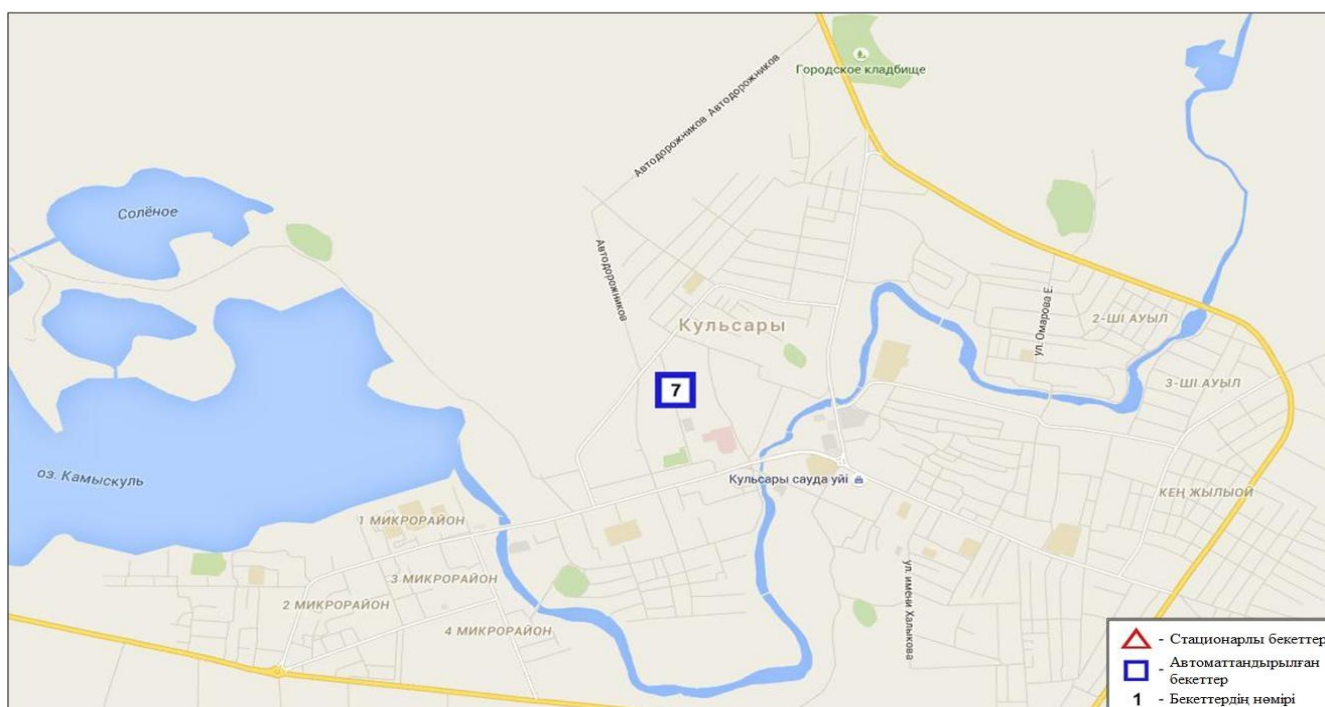 Городское кладбище
Автодорожников Автодорожников
Солёное
Автодорожников
Кульсары
ул. Омарова Е.
2-ШІ АУЫЛ
3-ШІ АУЫЛ
7
оз. Камыскуль
Кульсары сауда уйі
КЕҢ ЖЫЛЫОЙ
1 МИКРОРАЙОН
3 МИКРОРАЙОН
2 МИКРОРАЙОН
4 МИКРОРАЙОН
ул. имени Халыкова
- Стационарлы бекеттер
- Автоматтандырылған
бекеттер
1 - Бекеттердің нөмірі